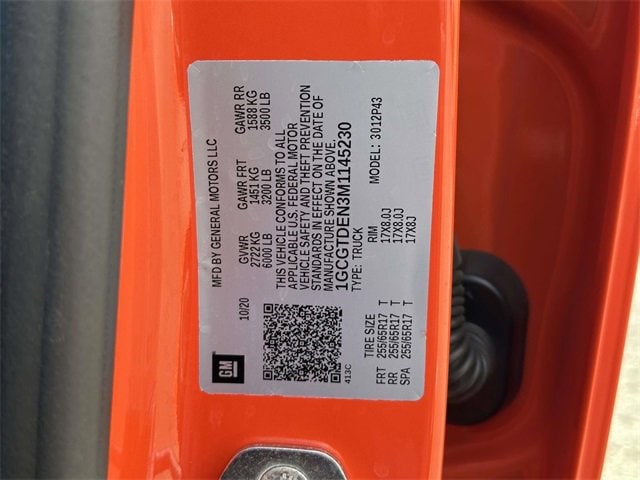 GM
MFD BY GENERAL MOTORS LLC
10/20
GVWR GAWR FRT GAWR RR
2722 KG 1451 KG 1588 KG
6000 LB 3200 LB 3500 LB
THIS VEHICLE CONFORMS TO ALL
APPLICABLE U.S. FEDERAL MOTOR
VEHICLE SAFETY AND THEFT PREVENTION
STANDARDS IN EFFECT ON THE DATE OF
MANUFACTURE SHOWN ABOVE.
1GCGTDEN3M1145230
TYPE: TRUCK MODEL: 3012P43
413C
TIRE SIZE RIM
FRT 255/65R17 T 17X8.0J
RR 255/65R17 T 17X8.0J
SPA 255/65R17 T 17X8J